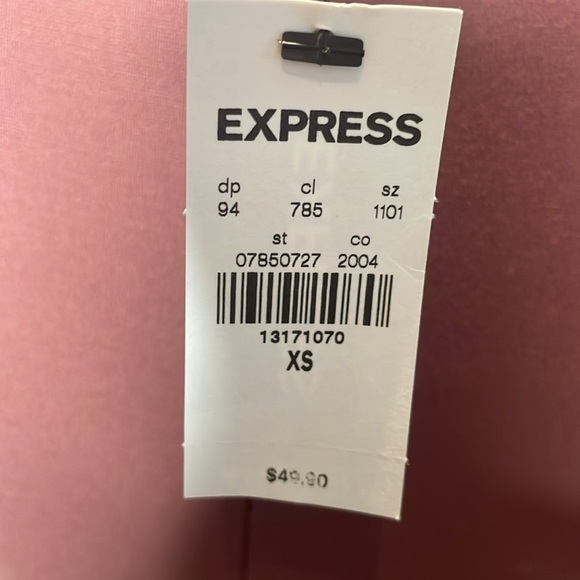 EXPRESS
dp cl sz
94 785 1101
st co
07850727 2004
13171070
XS
$49.90